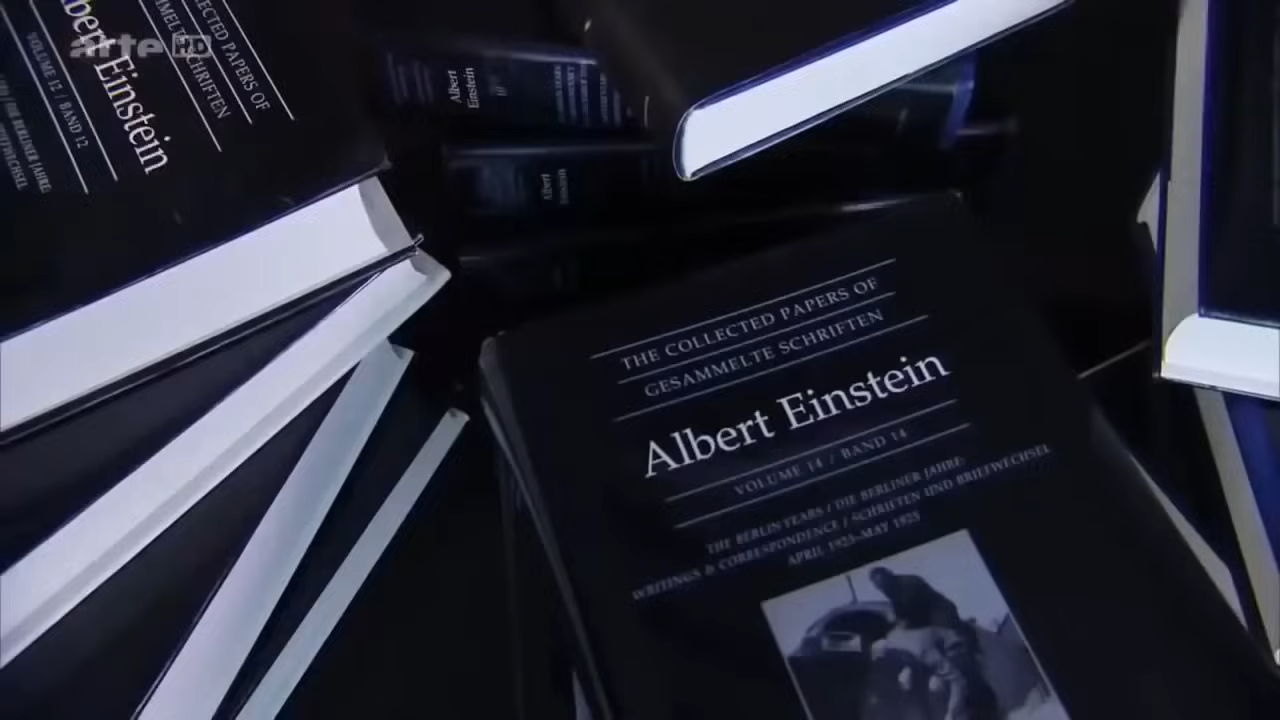 arte HD
LECTED PAPERS OF
MMELTE SCHRIFTEN
Albert Einstein
VOLUME 12 / BAND 12
Albert
Einstein
Albert
Einstein
THE COLLECTED PAPERS OF
GESAMMELTE SCHRIFTEN
Albert Einstein
VOLUME 14 / BAND 14
THE BERLIN YEARS / DIE BERLINER JAHRE:
WRITINGS & CORRESPONDENCE / SCHRIFTEN UND BRIEFWECHSEL
APRIL 1923–MAY 1925